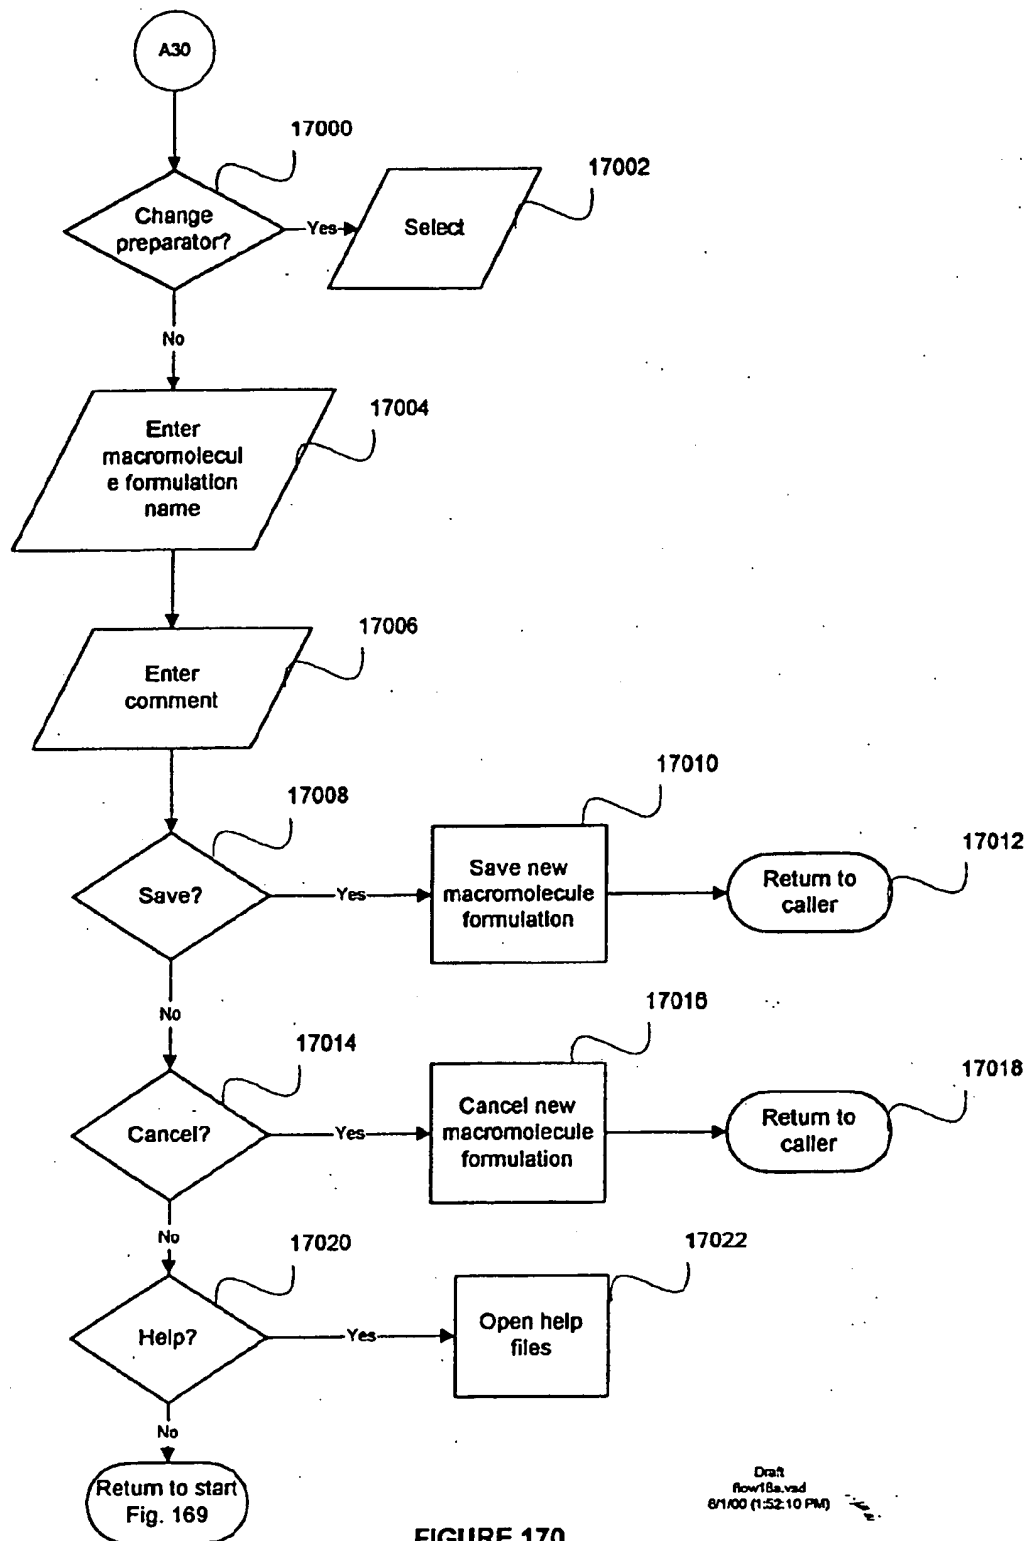 A30
17000
17002
Change
preparator?
Yes
Select
No
17004
Enter
macromolecul
e formulation
name
17006
Enter
comment
17008
17010
17012
Save?
Yes
Save new
macromolecule
formulation
Return to
caller
No
17014
17016
17018
Cancel?
Yes
Cancel new
macromolecule
formulation
Return to
caller
No
17020
17022
Help?
Yes
Open help
files
No
Return to start
Fig. 169
Draft
flow18a.vsd
6/1/00 (1:52:10 PM)
FIGURE 170